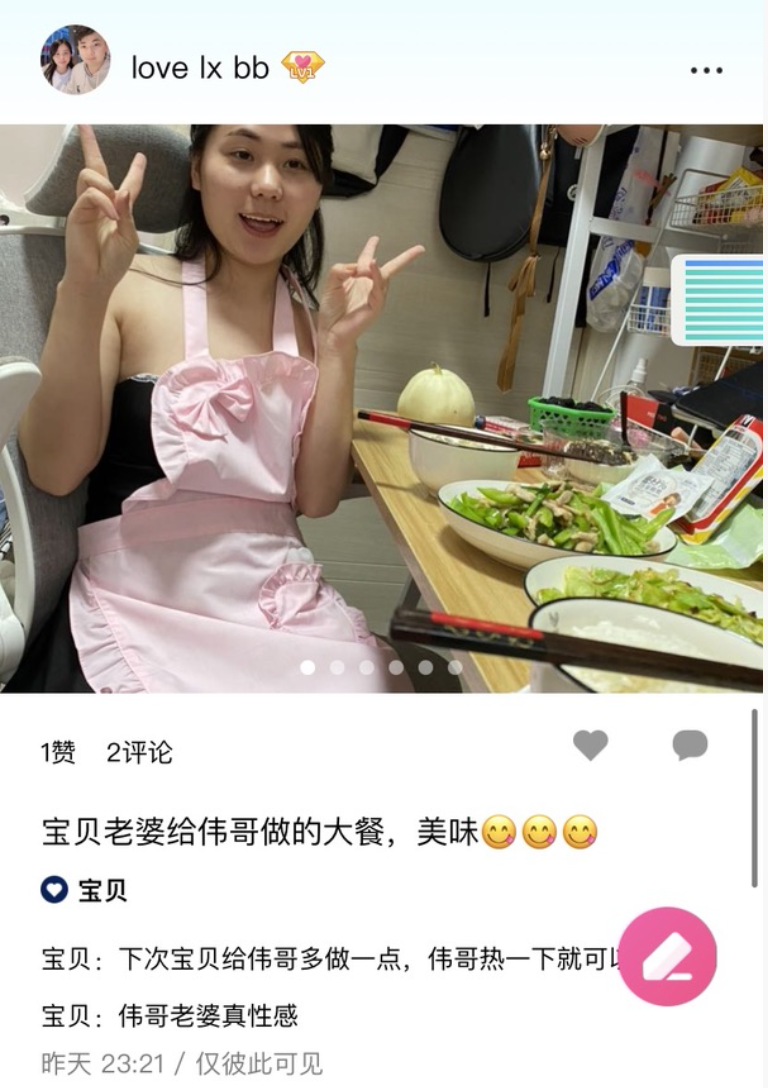 love lx bb
LV1
1赞 2评论
宝贝老婆给伟哥做的大餐，美味😋😋😋
宝贝
宝贝：下次宝贝给伟哥多做一点，伟哥热一下就可
宝贝：伟哥老婆真性感
昨天 23:21 / 仅彼此可见